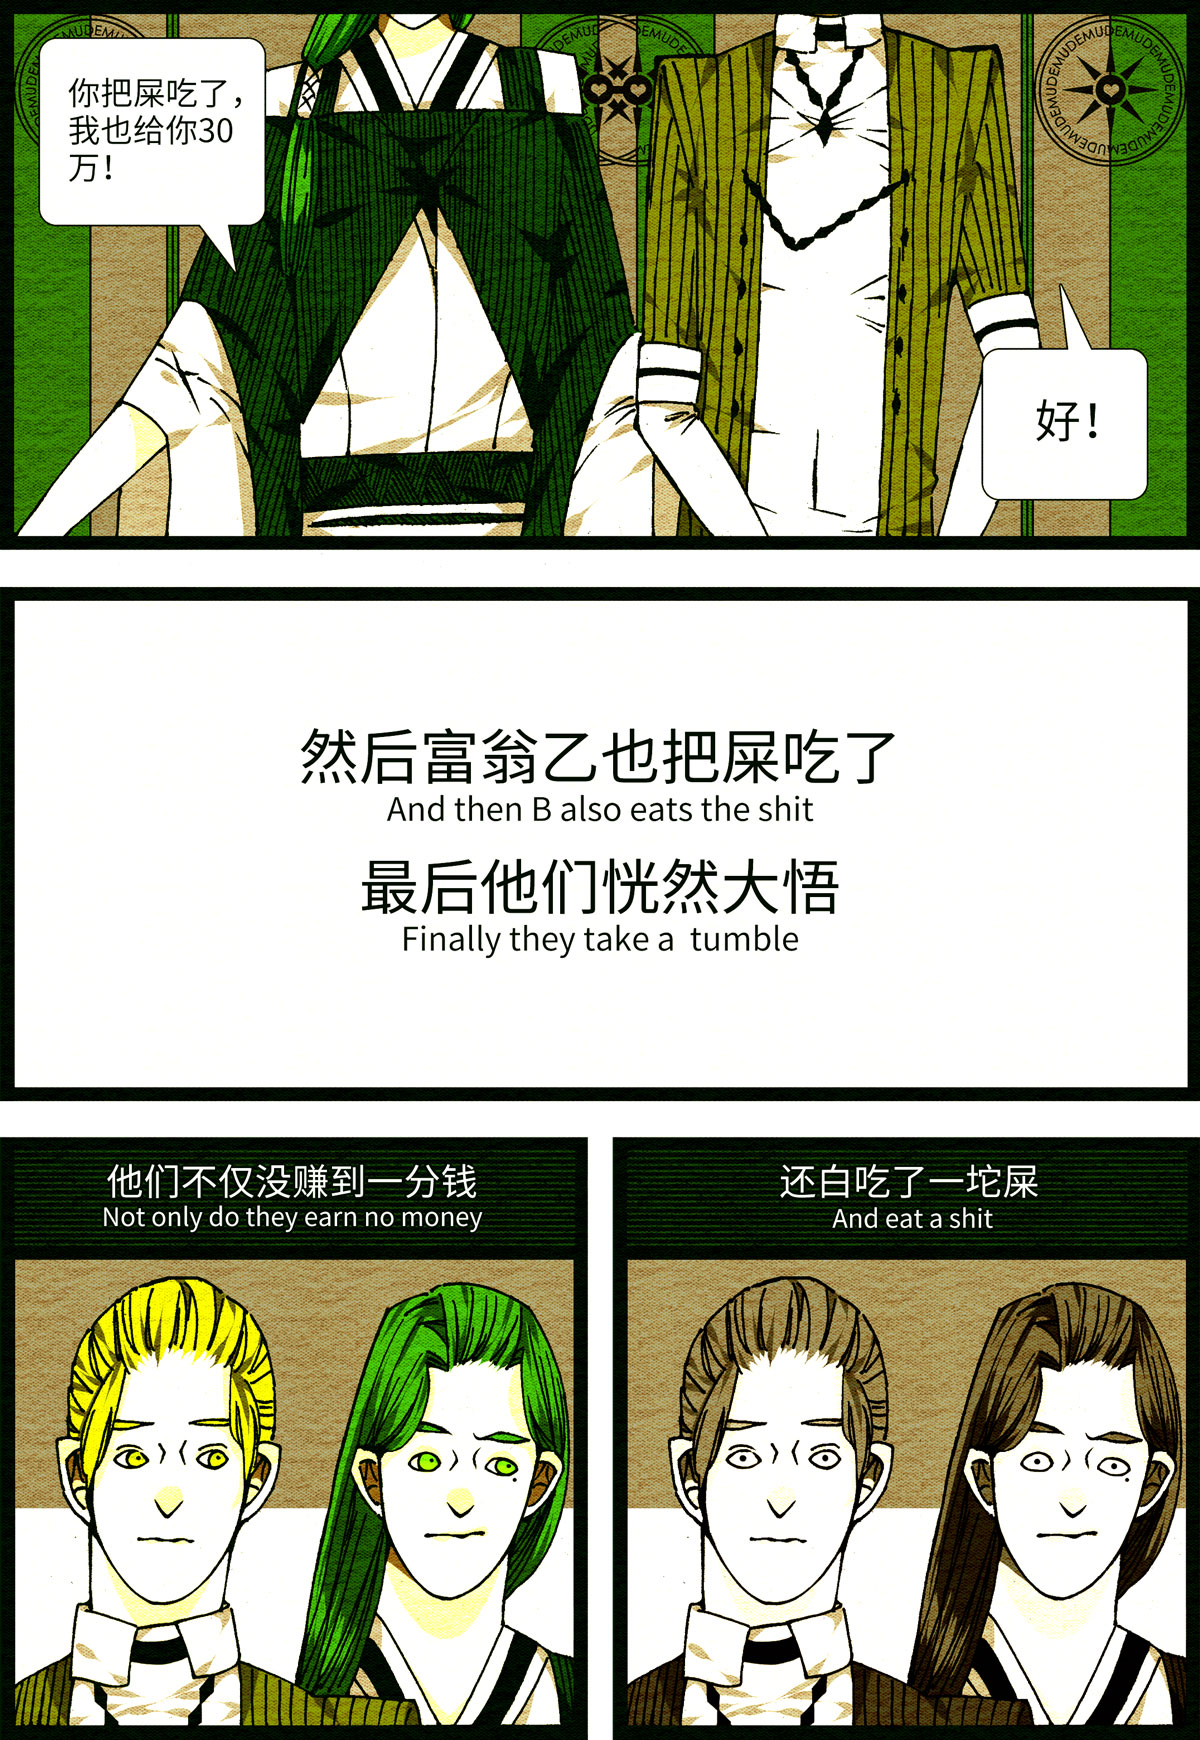 你把屎吃了，
我也给你30
万！
好！
DEMUDEMUDEMUDEMUDEMUDEMU
然后富翁乙也把屎吃了
And then B also eats the shit
最后他们恍然大悟
Finally they take a tumble
他们不仅没赚到一分钱
Not only do they earn no money
还白吃了一坨屎
And eat a shit